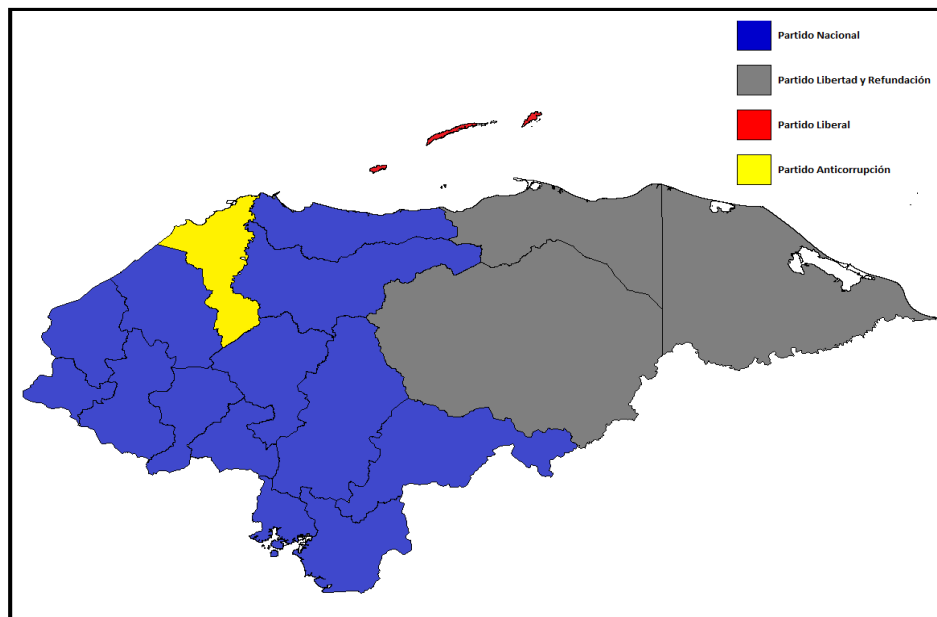 Partido Nacional
Partido Libertad y Refundación
Partido Liberal
Partido Anticorrupción